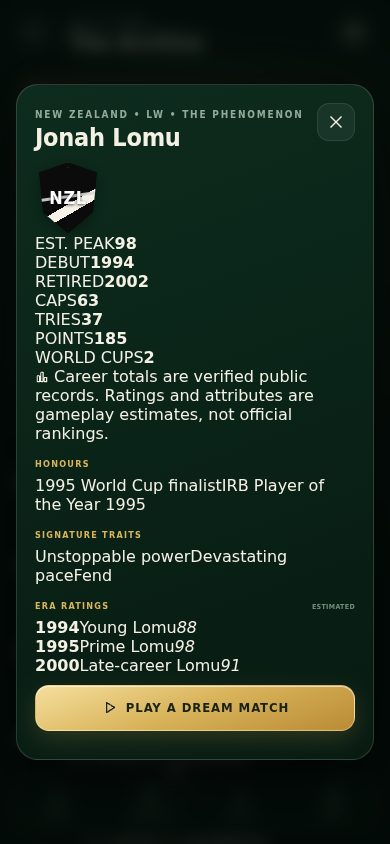 NEW ZEALAND • LW • THE PHENOMENON
Jonah Lomu
NZL
EST. PEAK98
DEBUT1994
RETIRED2002
CAPS63
TRIES37
POINTS185
WORLD CUPS2
Career totals are verified public
records. Ratings and attributes are
gameplay estimates, not official
rankings.
HONOURS
1995 World Cup finalistIRB Player of
the Year 1995
SIGNATURE TRAITS
Unstoppable powerDevastating
paceFend
ERA RATINGS
ESTIMATED
1994Young Lomu88
1995Prime Lomu98
2000Late-career Lomu91
PLAY A DREAM MATCH